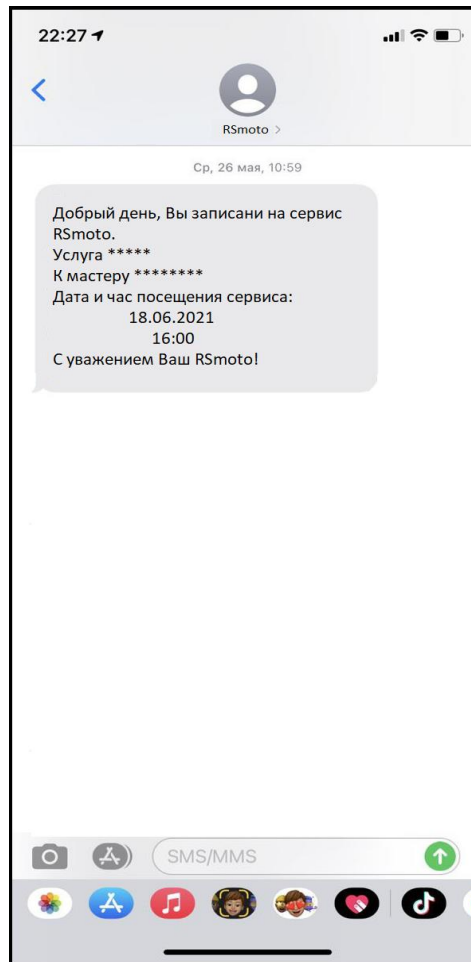 22:27
RSmoto >
Ср, 26 мая, 10:59
Добрый день, Вы записани на сервис
RSmoto.
Услуга *****
К мастеру ********
Дата и час посещения сервиса:
18.06.2021
16:00
С уважением Ваш RSmoto!
SMS/MMS